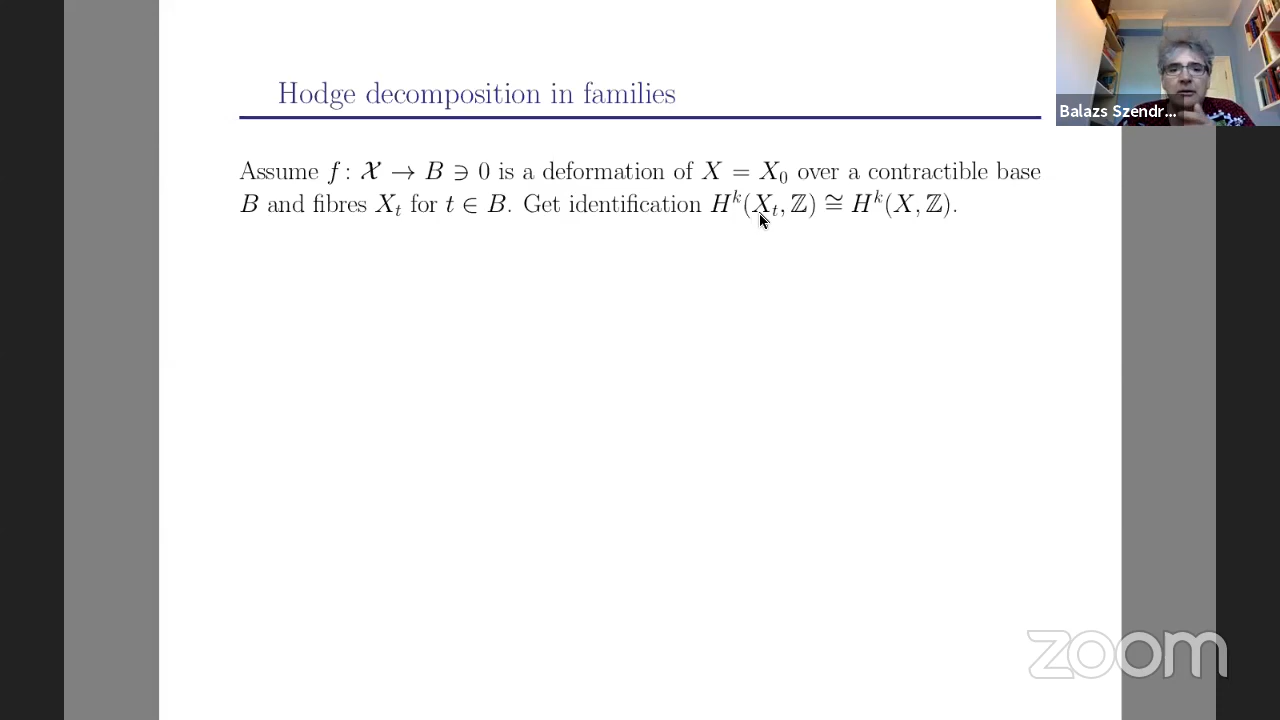 Hodge decomposition in families
Assume f : 𝒳 → B ∋ 0 is a deformation of X = X₀ over a contractible base
B and fibres Xₜ for t ∈ B. Get identification Hᵏ(Xₜ, ℤ) ≅ Hᵏ(X, ℤ).
Balazs Szendr...
zoom